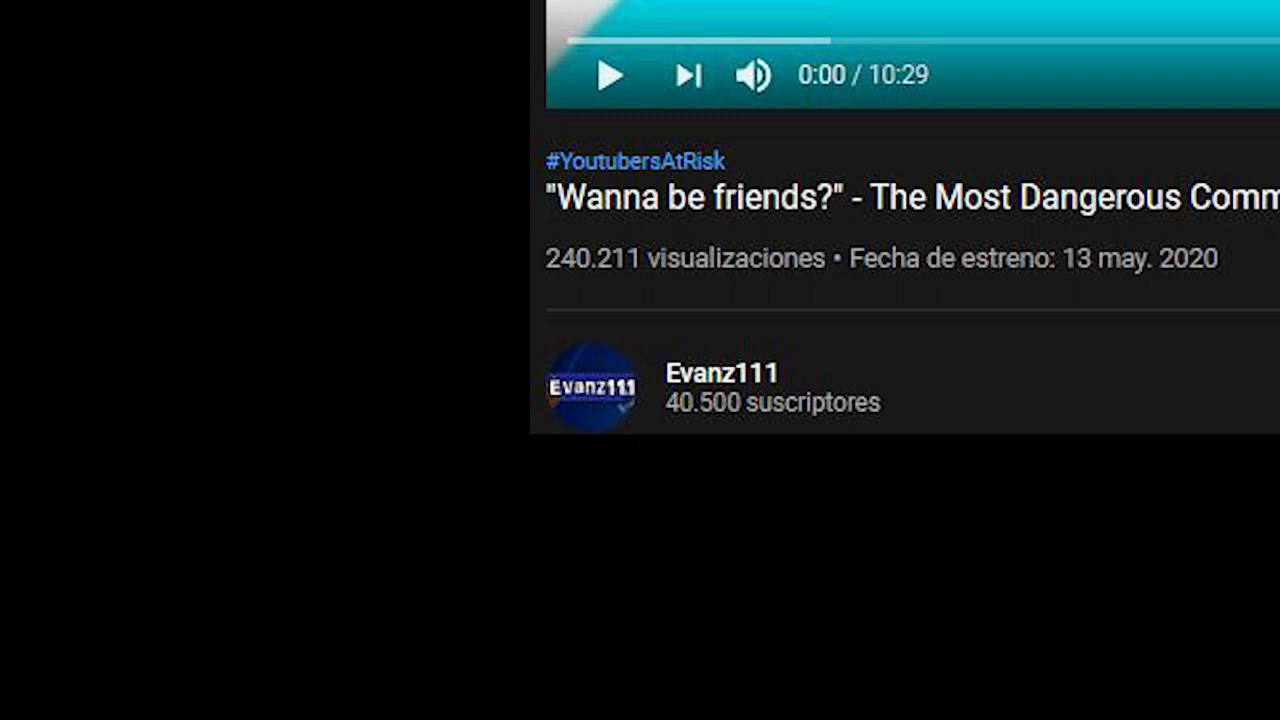 0:00 / 10:29
#YoutubersAtRisk
"Wanna be friends?" - The Most Dangerous Comm
240.211 visualizaciones • Fecha de estreno: 13 may. 2020
Evanz111
Evanz111
40.500 suscriptores